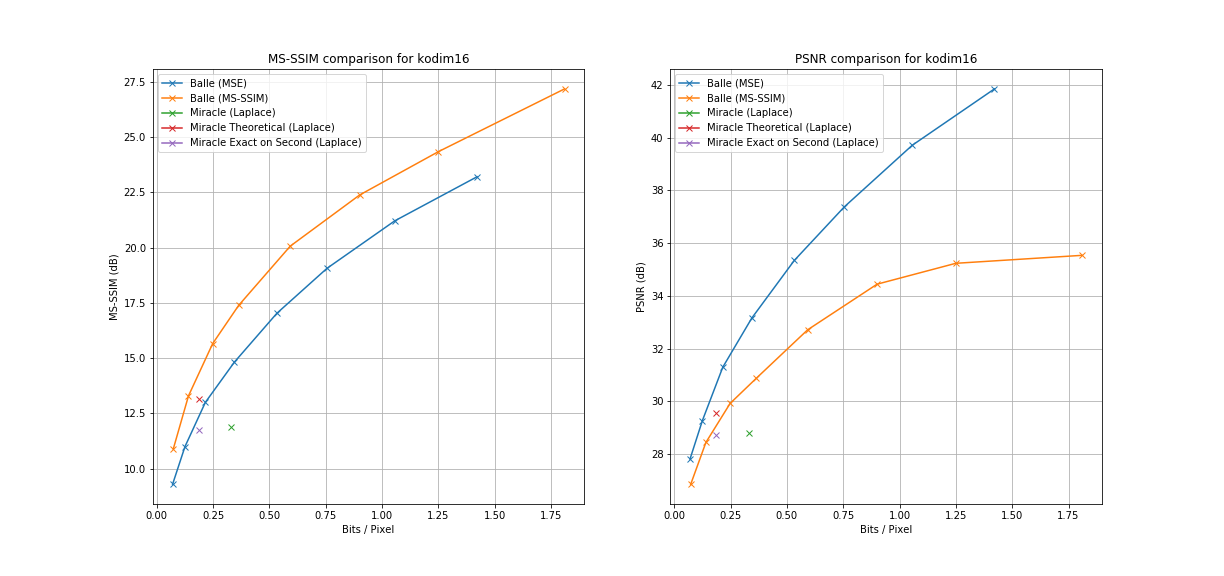 MS-SSIM comparison for kodim16
27.5
25.0
22.5
20.0
17.5
15.0
12.5
10.0
MS-SSIM (dB)
Balle (MSE)
Balle (MS-SSIM)
Miracle (Laplace)
Miracle Theoretical (Laplace)
Miracle Exact on Second (Laplace)
0.00 0.25 0.50 0.75 1.00 1.25 1.50 1.75
Bits / Pixel
PSNR comparison for kodim16
42
40
38
36
34
32
30
28
PSNR (dB)
Balle (MSE)
Balle (MS-SSIM)
Miracle (Laplace)
Miracle Theoretical (Laplace)
Miracle Exact on Second (Laplace)
0.00 0.25 0.50 0.75 1.00 1.25 1.50 1.75
Bits / Pixel